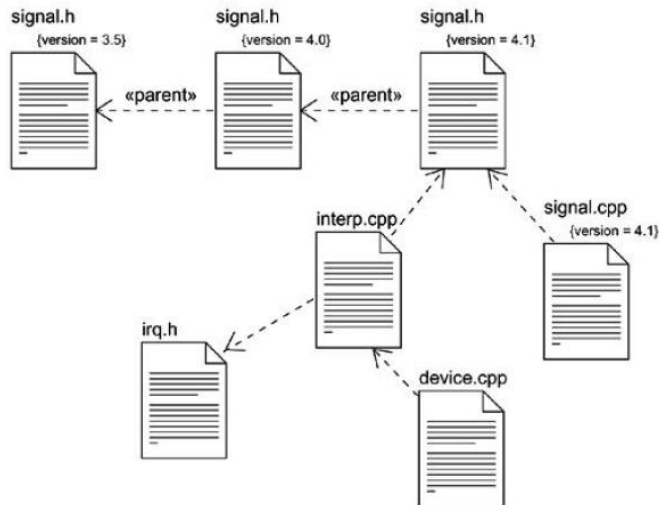 signal.h
{version = 3.5}
signal.h
{version = 4.0}
signal.h
{version = 4.1}
«parent»
«parent»
interp.cpp
signal.cpp
{version = 4.1}
irq.h
device.cpp